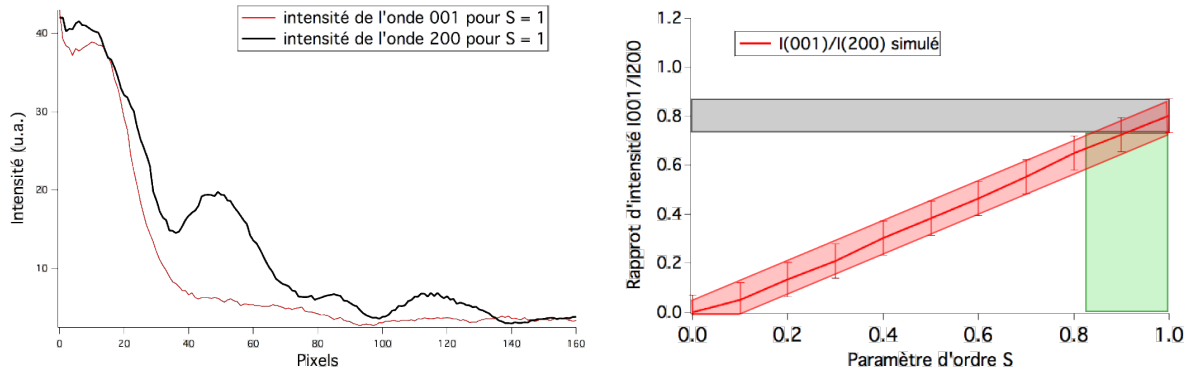 intensité de l'onde 001 pour S = 1
intensité de l'onde 200 pour S = 1
Intensité (u.a.)
40
30
20
10
0 20 40 60 80 100 120 140 160
Pixels
I(001)/I(200) simulé
Rapprot d'intensité I001/I200
1.2
1.0
0.8
0.6
0.4
0.2
0.0
0.0 0.2 0.4 0.6 0.8 1.0
Paramètre d'ordre S